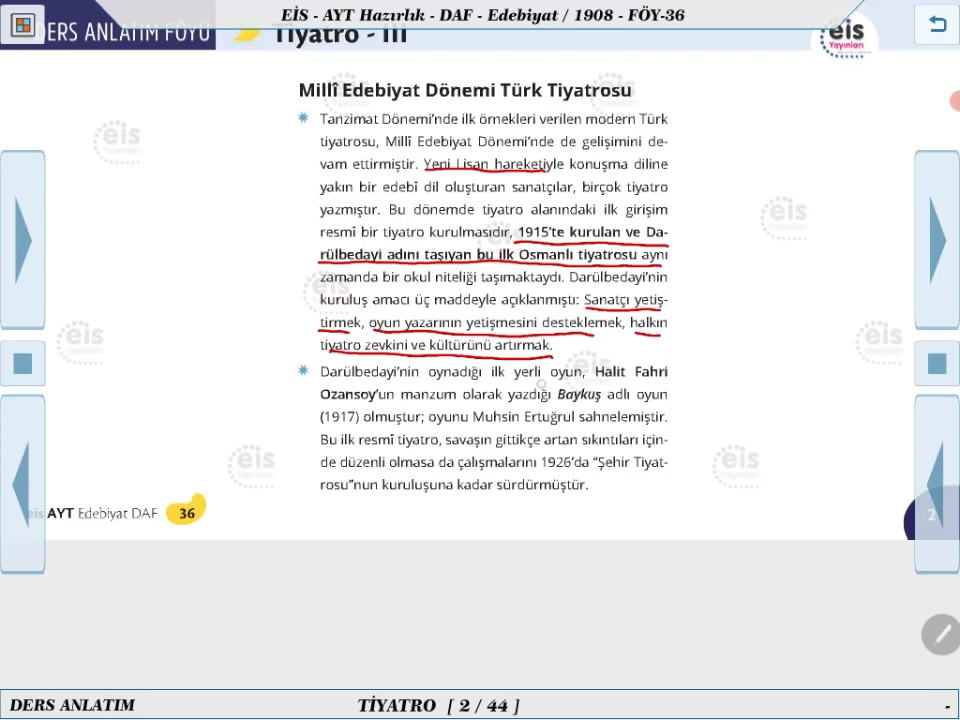 EİS - AYT Hazırlık - DAF - Edebiyat / 1908 - FÖY-36
DERS ANLATIM FÖYÜ
Tiyatro - III
eis
Yayınları
Millî Edebiyat Dönemi Türk Tiyatrosu
Tanzimat Dönemi’nde ilk örnekleri verilen modern Türk
tiyatrosu, Millî Edebiyat Dönemi’nde de gelişimini de-
vam ettirmiştir. Yeni Lisan hareketiyle konuşma diline
yakın bir edebî dil oluşturan sanatçılar, birçok tiyatro
yazmıştır. Bu dönemde tiyatro alanındaki ilk girişim
resmî bir tiyatro kurulmasıdır, 1915’te kurulan ve Da-
rülbedayi adını taşıyan bu ilk Osmanlı tiyatrosu aynı
zamanda bir okul niteliği taşımaktaydı. Darülbedayi’nin
kuruluş amacı üç maddeyle açıklanmıştı: Sanatçı yetiş-
tirmek, oyun yazarının yetişmesini desteklemek, halkın
tiyatro zevkini ve kültürünü artırmak.
Darülbedayi’nin oynadığı ilk yerli oyun, Halit Fahri
Ozansoy’un manzum olarak yazdığı Baykuş adlı oyun
(1917) olmuştur; oyunu Muhsin Ertuğrul sahnelemiştir.
Bu ilk resmî tiyatro, savaşın gittikçe artan sıkıntıları için-
de düzenli olmasa da çalışmalarını 1926’da “Şehir Tiyat-
rosu”nun kuruluşuna kadar sürdürmüştür.
eis AYT Edebiyat DAF 36
2
DERS ANLATIM
TİYATRO [ 2 / 44 ]
-